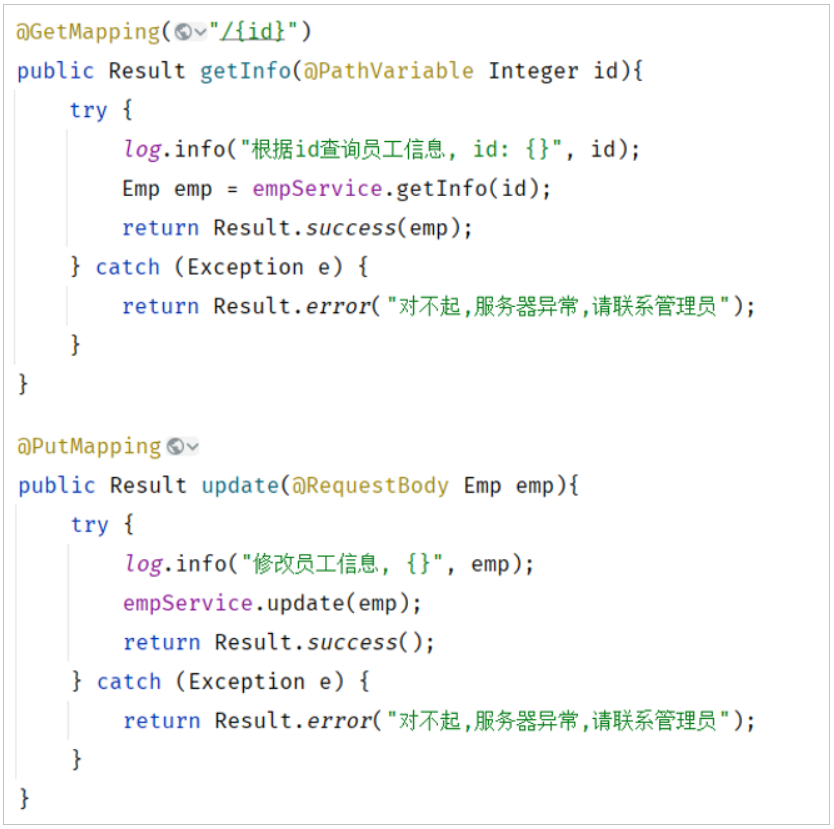 @GetMapping("/{id}")
public Result getInfo(@PathVariable Integer id){
    try {
        log.info("根据id查询员工信息, id: {}", id);
        Emp emp = empService.getInfo(id);
        return Result.success(emp);
    } catch (Exception e) {
        return Result.error("对不起,服务器异常,请联系管理员");
    }
}
@PutMapping
public Result update(@RequestBody Emp emp){
    try {
        log.info("修改员工信息, {}", emp);
        empService.update(emp);
        return Result.success();
    } catch (Exception e) {
        return Result.error("对不起,服务器异常,请联系管理员");
    }
}